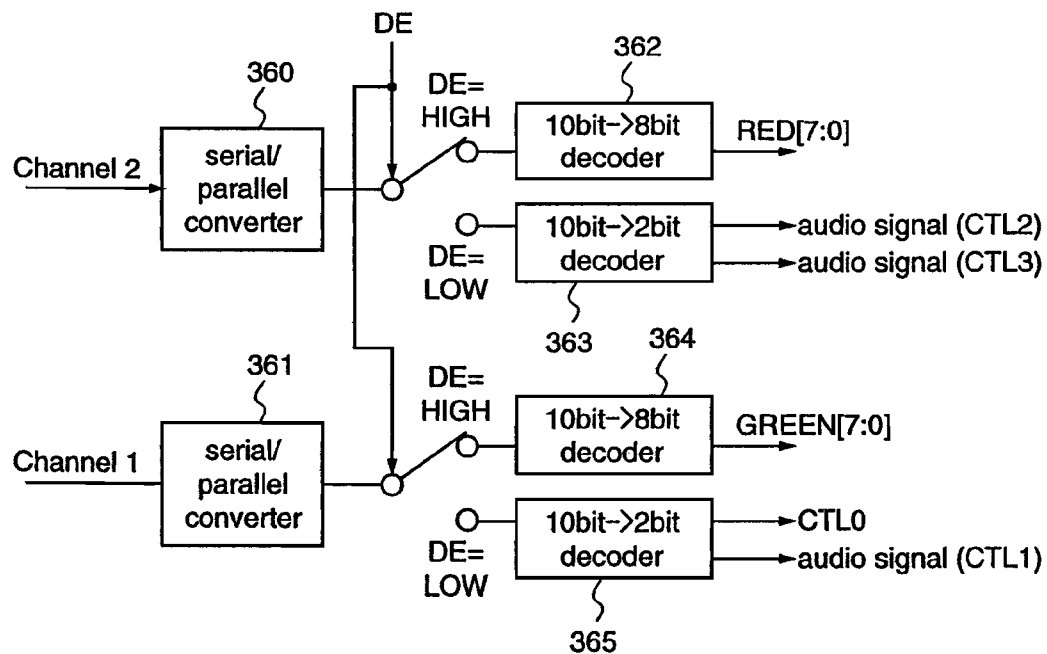 DE
360
362
Channel 2
serial/
parallel
converter
DE=
HIGH
10bit->8bit
decoder
RED[7:0]
DE=
LOW
10bit->2bit
decoder
audio signal (CTL2)
audio signal (CTL3)
363
361
364
Channel 1
serial/
parallel
converter
DE=
HIGH
10bit->8bit
decoder
GREEN[7:0]
DE=
LOW
10bit->2bit
decoder
CTL0
audio signal (CTL1)
365